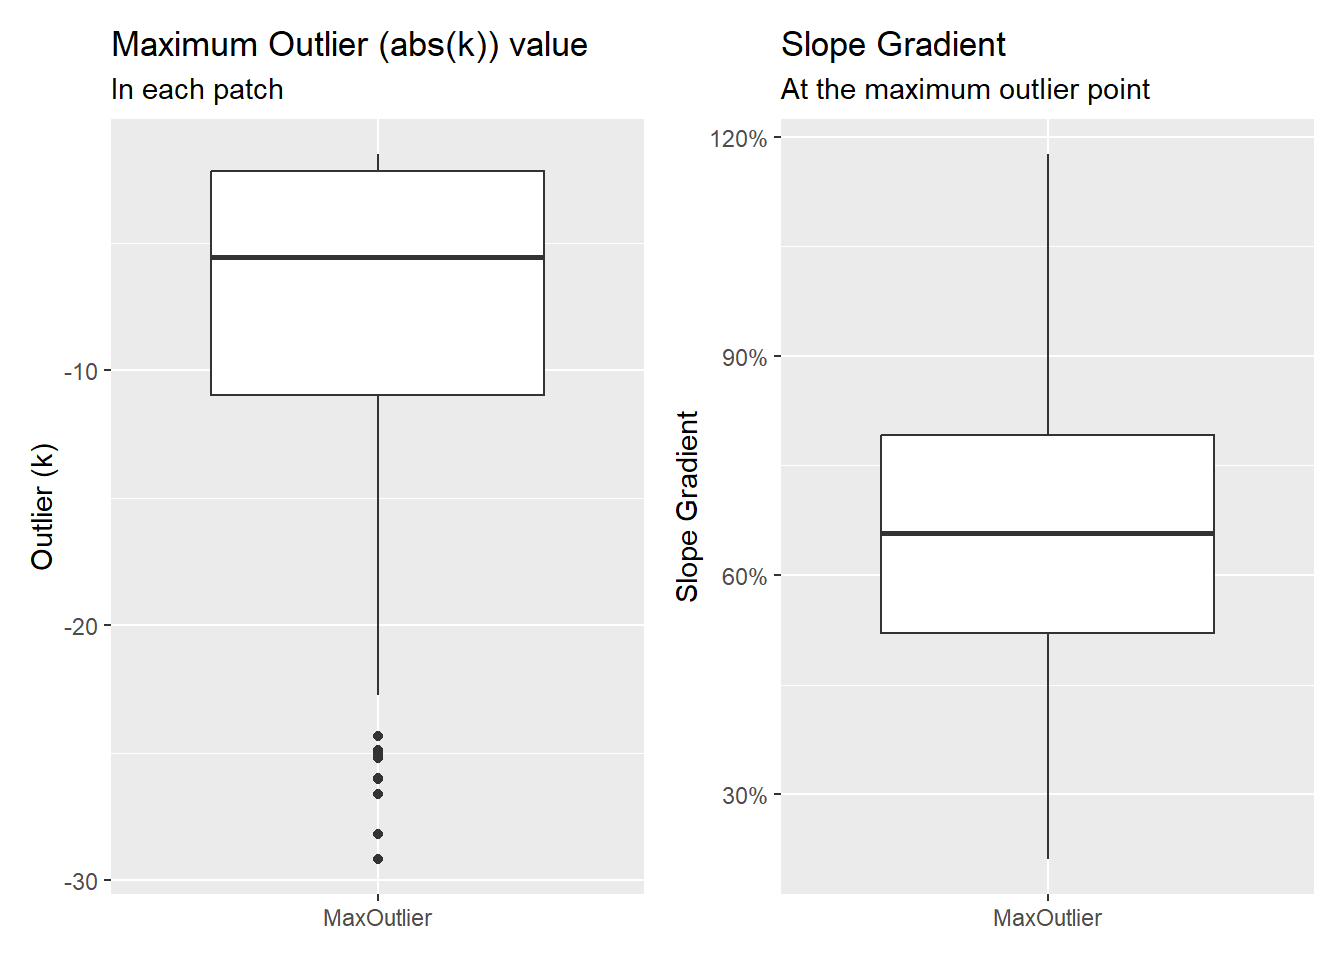 Maximum Outlier (abs(k)) value
In each patch
Outlier (k)
-10
-20
-30
MaxOutlier
Slope Gradient
At the maximum outlier point
Slope Gradient
120%
90%
60%
30%
MaxOutlier